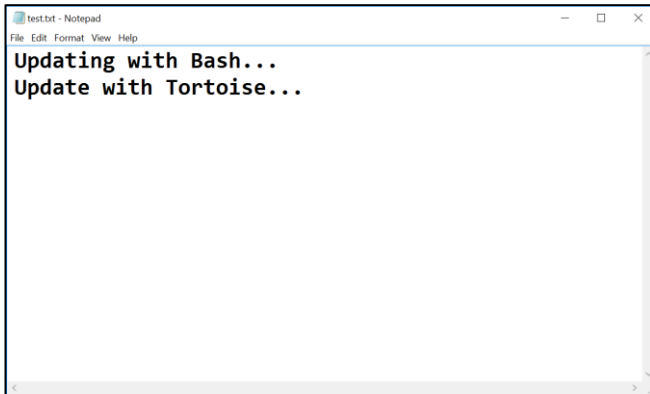 test.txt - Notepad
File Edit Format View Help
Updating with Bash...
Update with Tortoise...